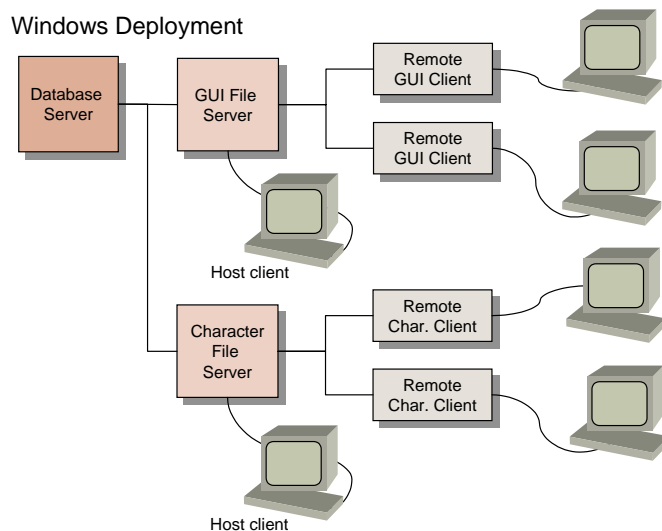 Windows Deployment
Database
Server
GUI File
Server
Remote
GUI Client
Remote
GUI Client
Host client
Character
File
Server
Remote
Char. Client
Remote
Char. Client
Host client